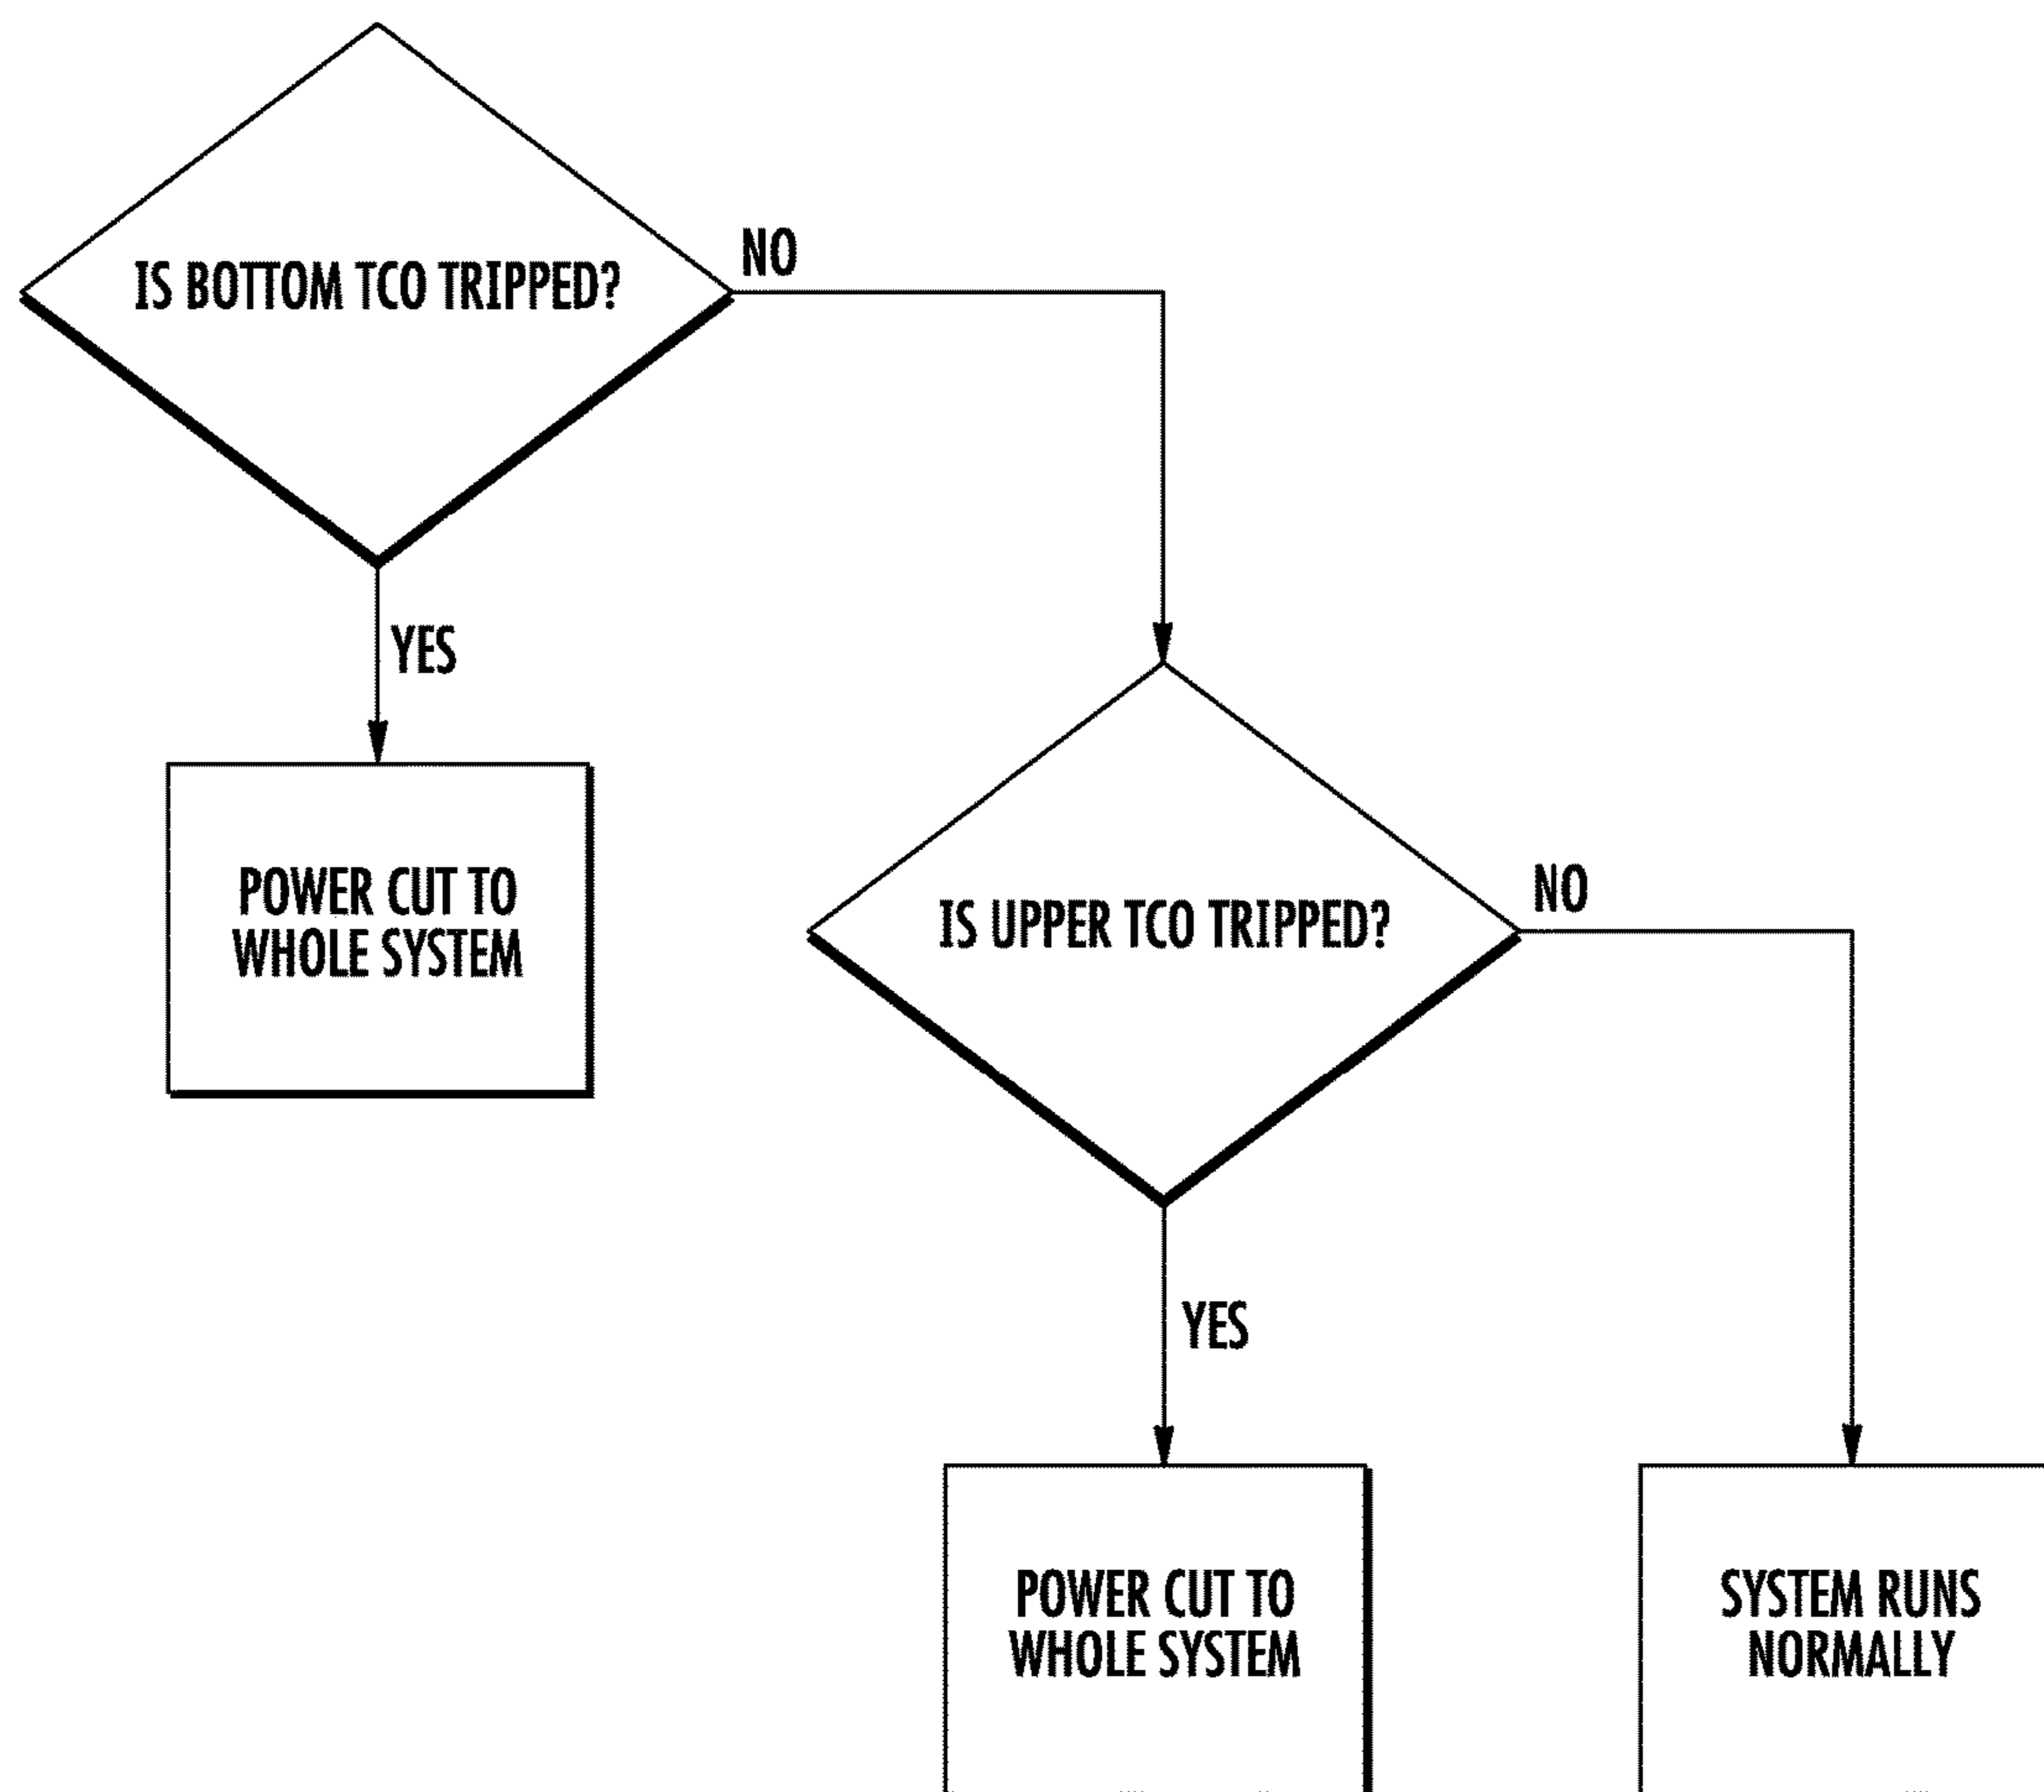 IS BOTTOM TCO TRIPPED?
NO
YES
POWER CUT TO
WHOLE SYSTEM
IS UPPER TCO TRIPPED?
NO
YES
POWER CUT TO
WHOLE SYSTEM
SYSTEM RUNS
NORMALLY